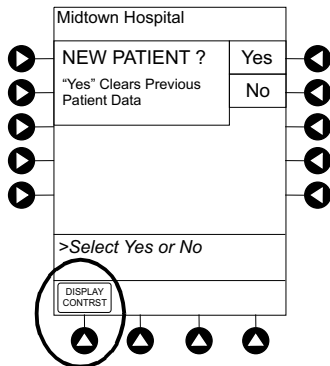 Midtown Hospital
NEW PATIENT ?
Yes
"Yes" Clears Previous
Patient Data
No
>Select Yes or No
DISPLAY
CONTRST